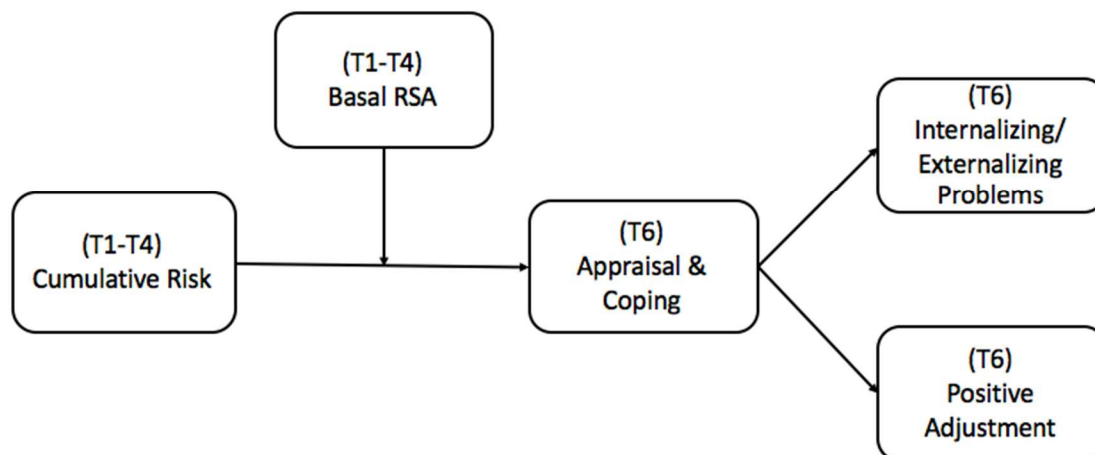 (T1-T4)
Basal RSA
(T1-T4)
Cumulative Risk
(T6)
Appraisal &
Coping
(T6)
Internalizing/
Externalizing
Problems
(T6)
Positive
Adjustment